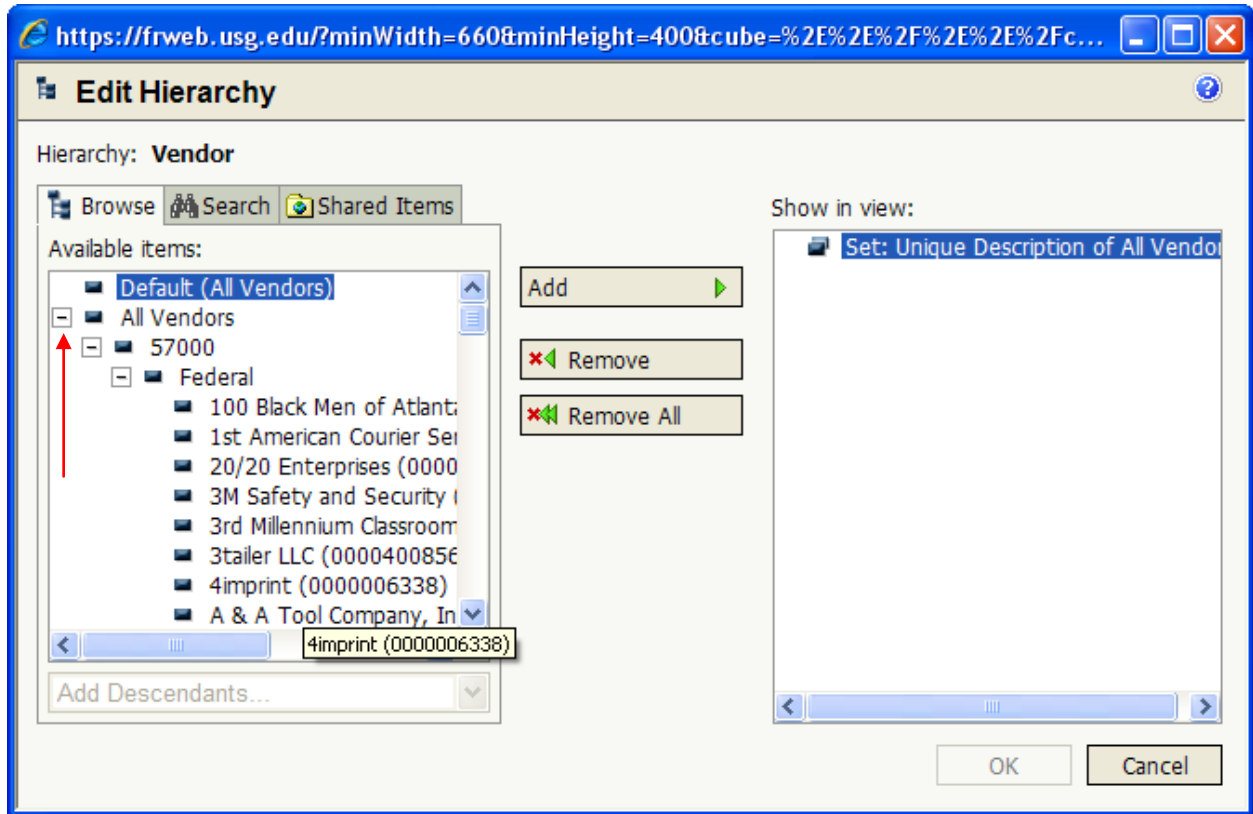 https://frweb.usg.edu/?minWidth=660&minHeight=400&cube=%2E%2E%2F%2E%2E%2Fc...
Edit Hierarchy
Hierarchy: Vendor
Browse Search Shared Items
Available items:
Default (All Vendors)
All Vendors
57000
Federal
100 Black Men of Atlanta
1st American Courier Ser
20/20 Enterprises (0000
3M Safety and Security (
3rd Millennium Classroom
3tailer LLC (0000400856
4imprint (0000006338)
A & A Tool Company, In
4imprint (0000006338)
Add Descendants...
Add
Remove
Remove All
Show in view:
Set: Unique Description of All Vendor
OK Cancel